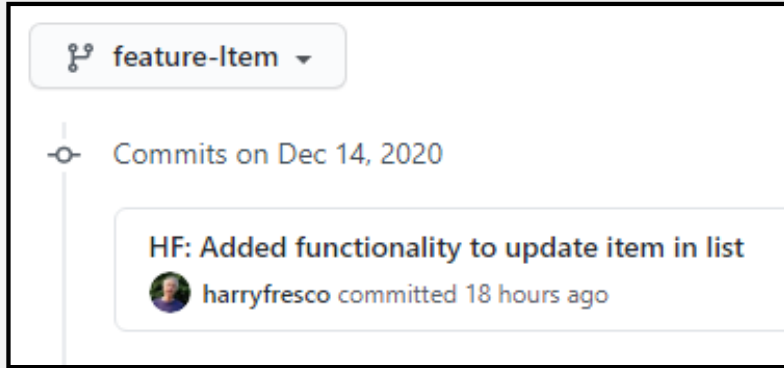 feature-Item
Commits on Dec 14, 2020
HF: Added functionality to update item in list
harryfresco committed 18 hours ago